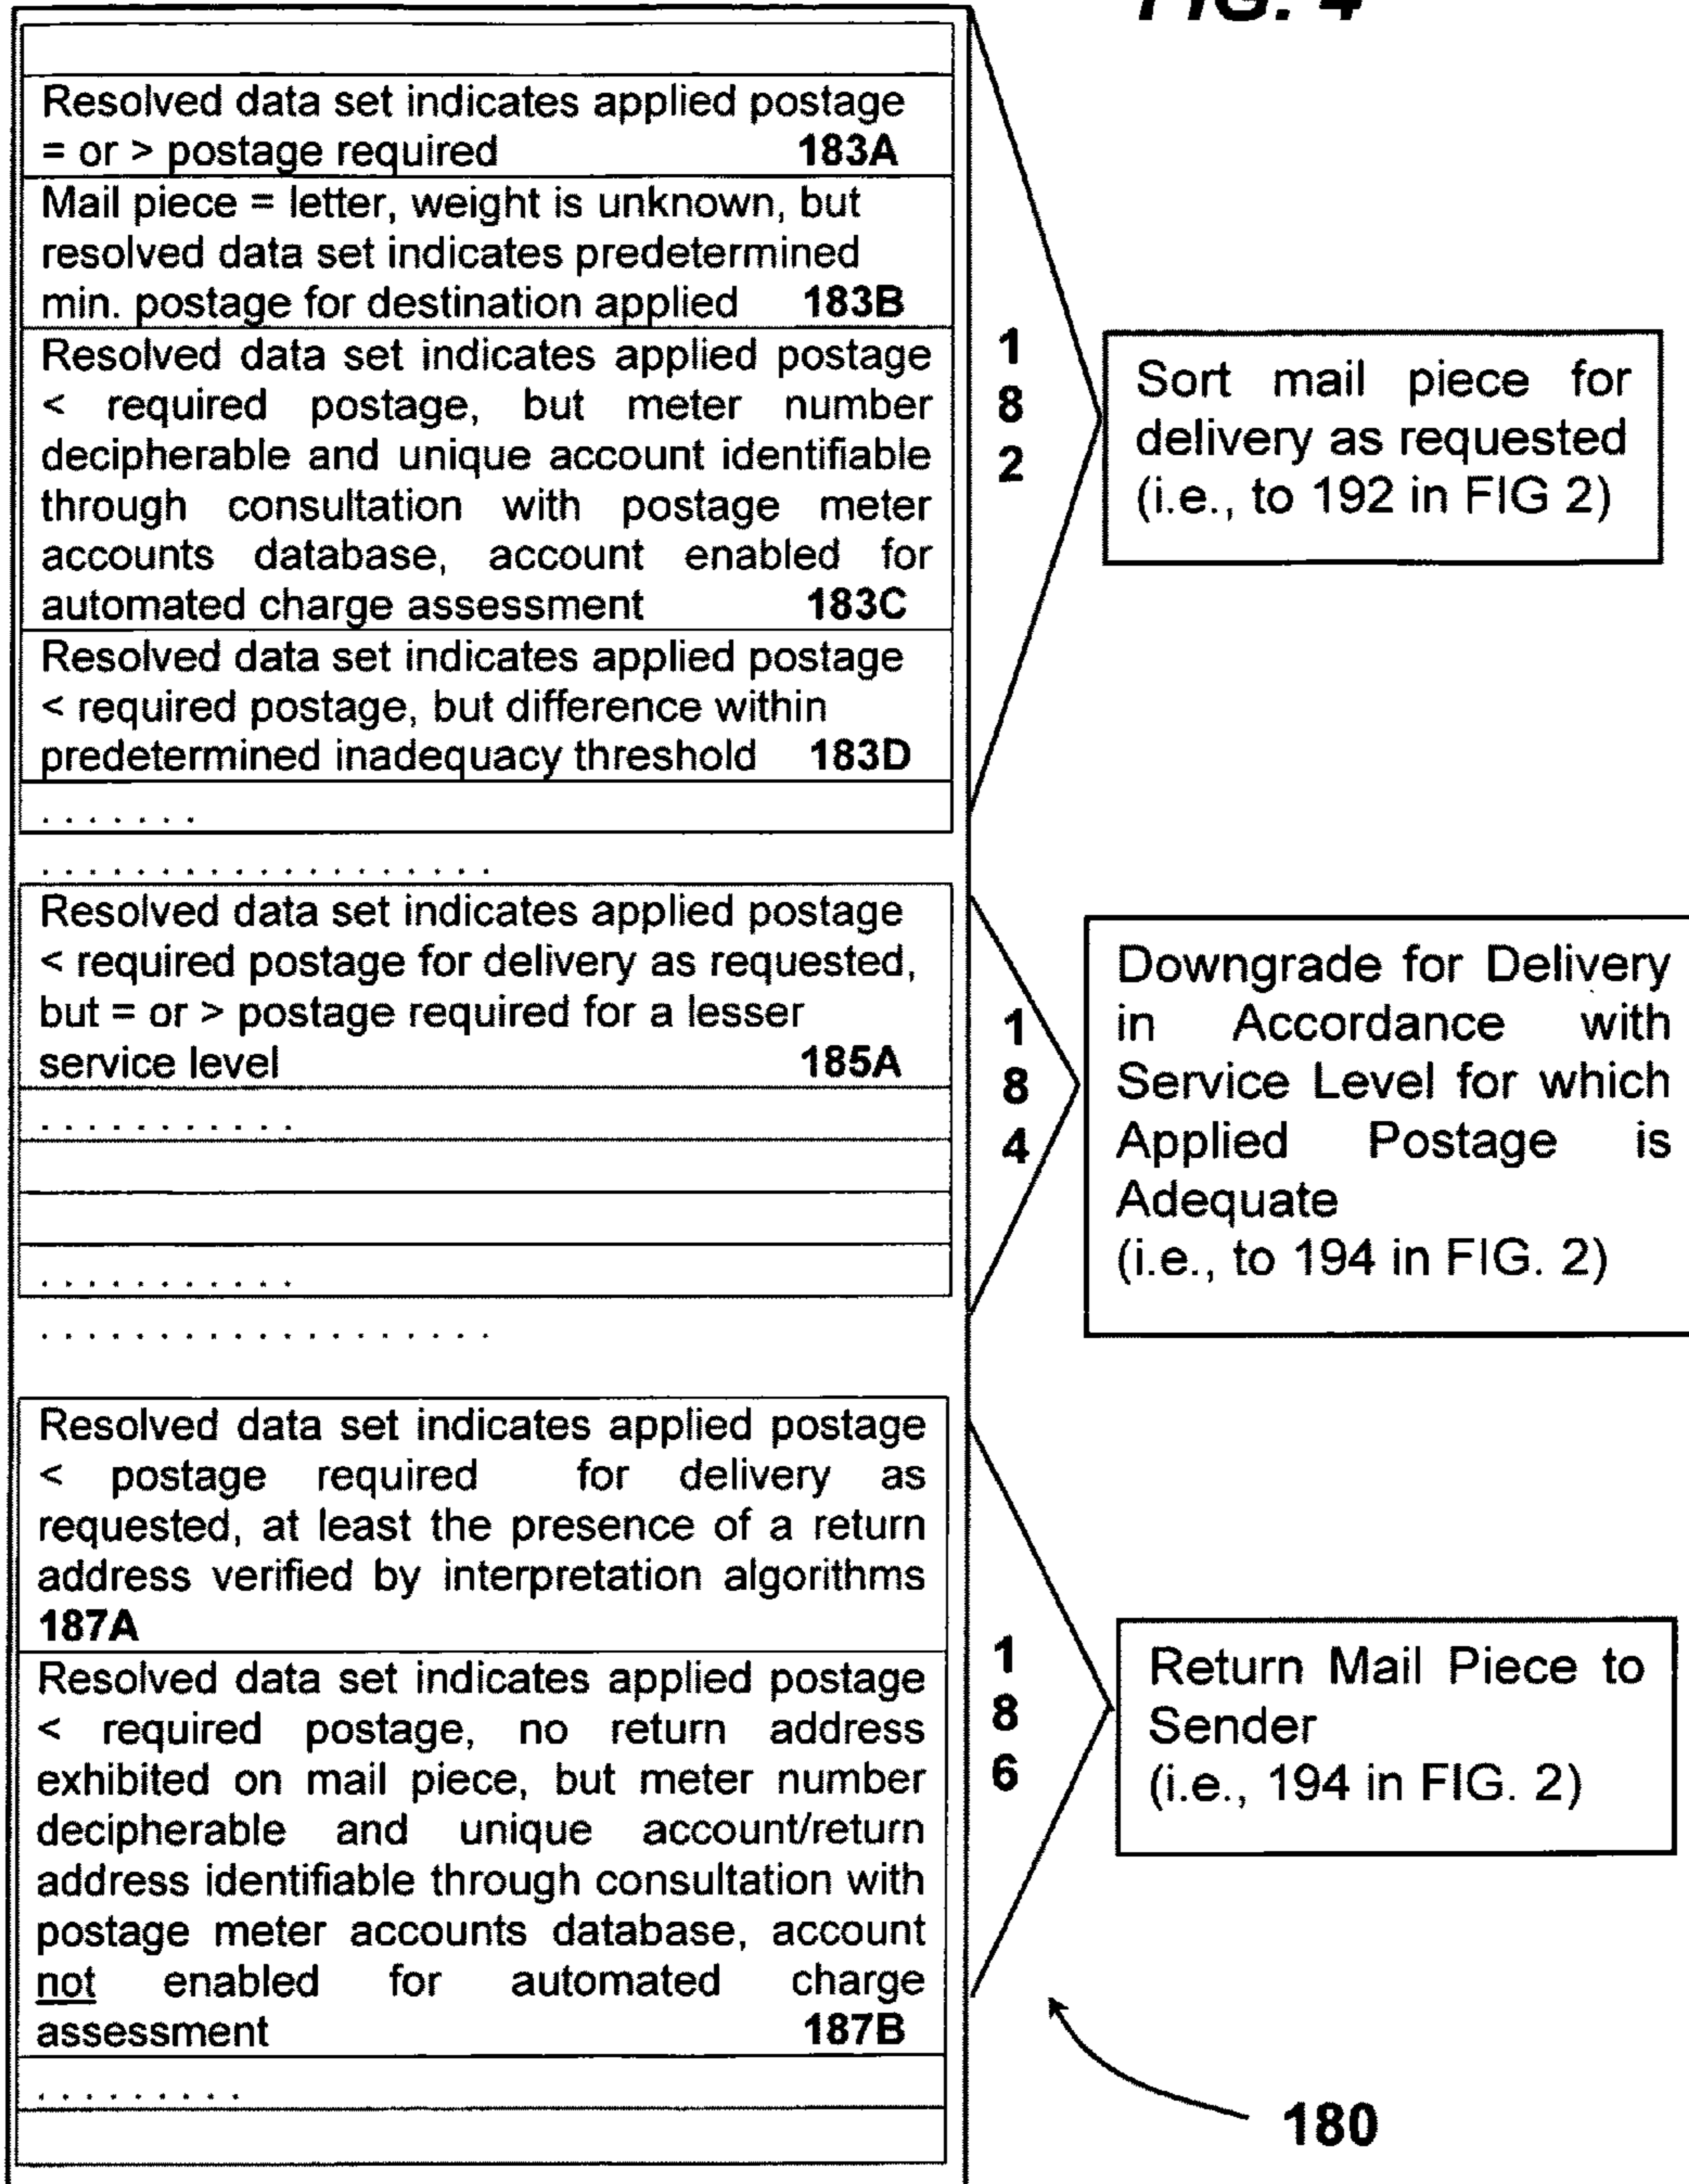 FIG. 4
Resolved data set indicates applied postage
= or > postage required 183A
Mail piece = letter, weight is unknown, but
resolved data set indicates predetermined
min. postage for destination applied 183B
Resolved data set indicates applied postage
< required postage, but meter number
decipherable and unique account identifiable
through consultation with postage meter
accounts database, account enabled for
automated charge assessment 183C
Resolved data set indicates applied postage
< required postage, but difference within
predetermined inadequacy threshold 183D
. . . . . . .
. . . . . . . . . . . . . . . . . . .
182
Sort mail piece for
delivery as requested
(i.e., to 192 in FIG 2)
Resolved data set indicates applied postage
< required postage for delivery as requested,
but = or > postage required for a lesser
service level 185A
. . . . . . . . . . .
. . . . . . . . . . .
. . . . . . . . . . . . . . . . . . .
184
Downgrade for Delivery
in Accordance with
Service Level for which
Applied Postage is
Adequate
(i.e., to 194 in FIG. 2)
Resolved data set indicates applied postage
< postage required for delivery as
requested, at least the presence of a return
address verified by interpretation algorithms
187A
Resolved data set indicates applied postage
< required postage, no return address
exhibited on mail piece, but meter number
decipherable and unique account/return
address identifiable through consultation with
postage meter accounts database, account
not enabled for automated charge
assessment 187B
. . . . . . . . .
186
Return Mail Piece to
Sender
(i.e., 194 in FIG. 2)
180